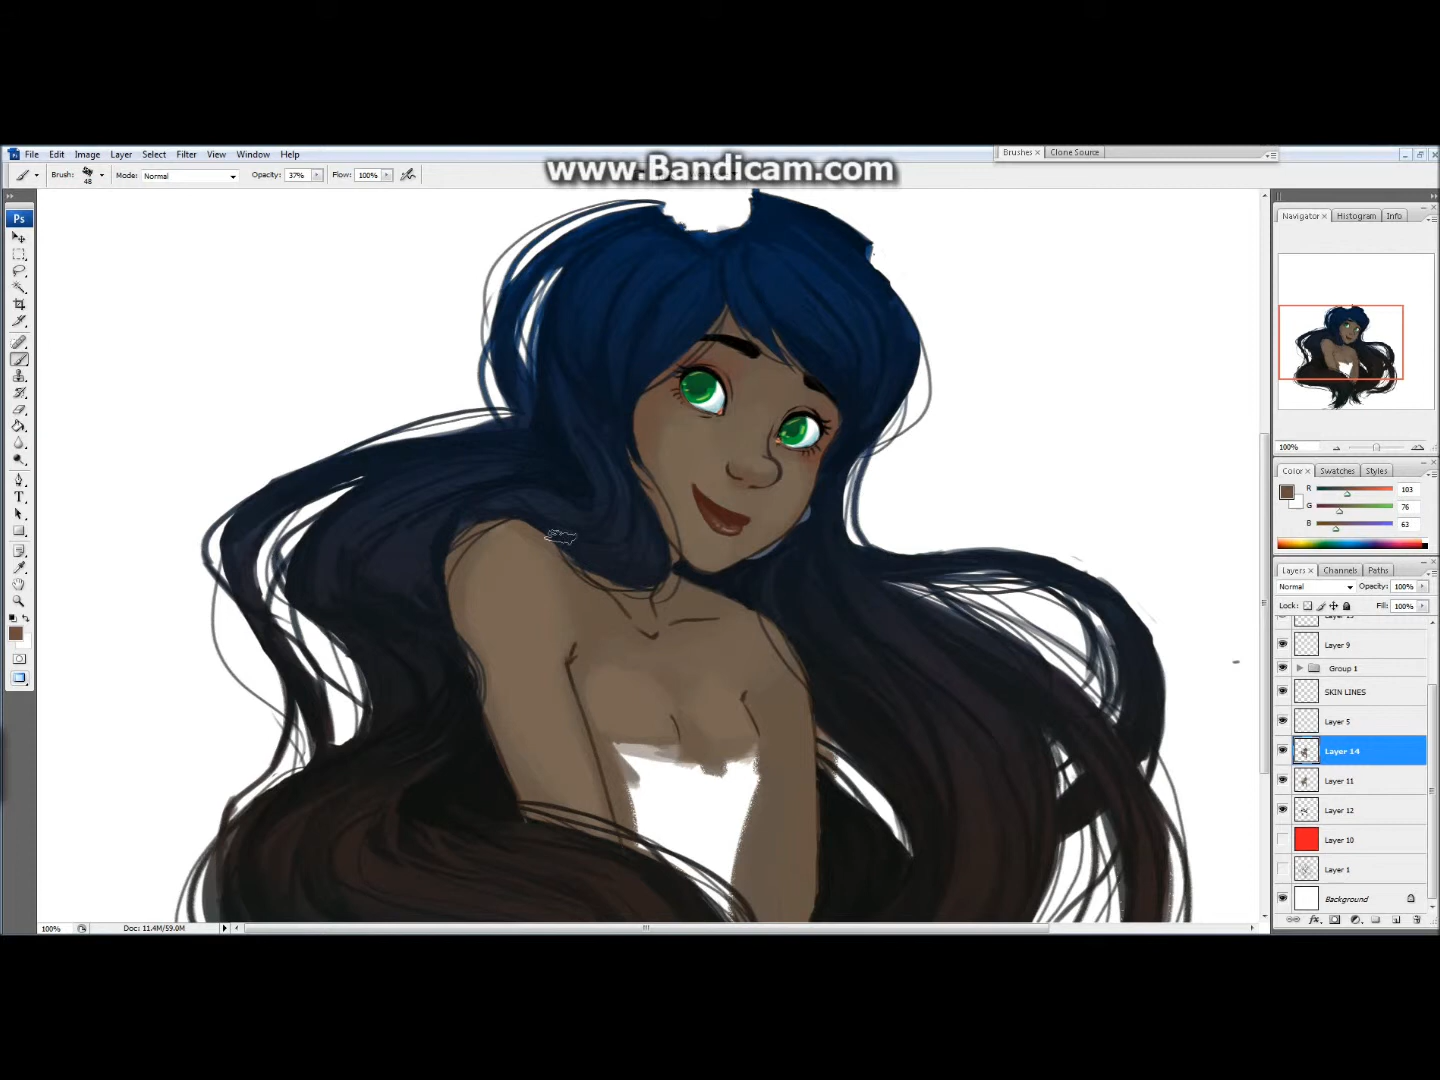 www.Bandicam.com
File Edit Image Layer Select Filter View Window Help
Brushes × Clone Source
Brush: 48 Mode: Normal Opacity: 37% Flow: 100%
Ps
Navigator × Histogram Info
100%
Color × Swatches Styles
R 103
G 76
B 63
Layers × Channels Paths
Normal Opacity: 100%
Lock: Fill: 100%
Layer 9
Group 1
SKIN LINES
Layer 5
Layer 14
Layer 11
Layer 12
Layer 10
Layer 1
Background
100% Doc: 11.4M/59.0M